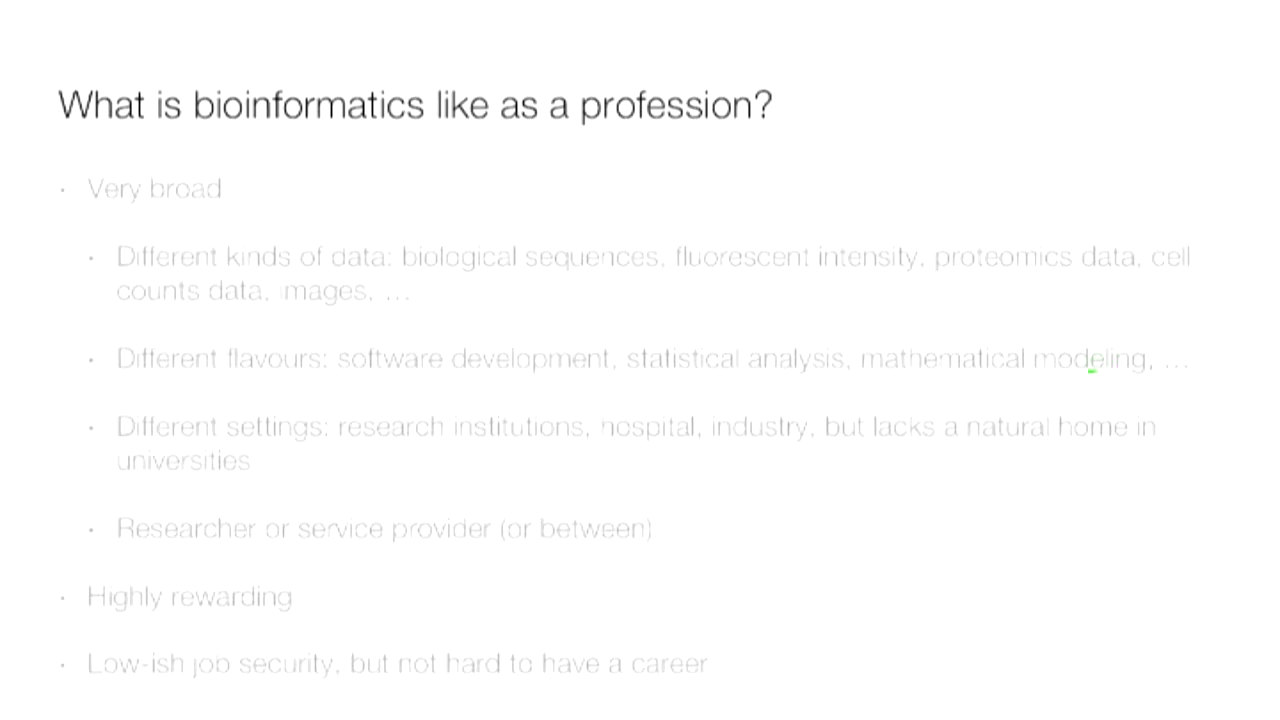 What is bioinformatics like as a profession?
· Very broad
· Different kinds of data: biological sequences, fluorescent intensity, proteomics data, cell
counts data, images, ...
· Different flavours: software development, statistical analysis, mathematical modeling, ...
· Different settings: research institutions, hospital, industry, but lacks a natural home in
universities
· Researcher or service provider (or between)
· Highly rewarding
· Low-ish job security, but not hard to have a career